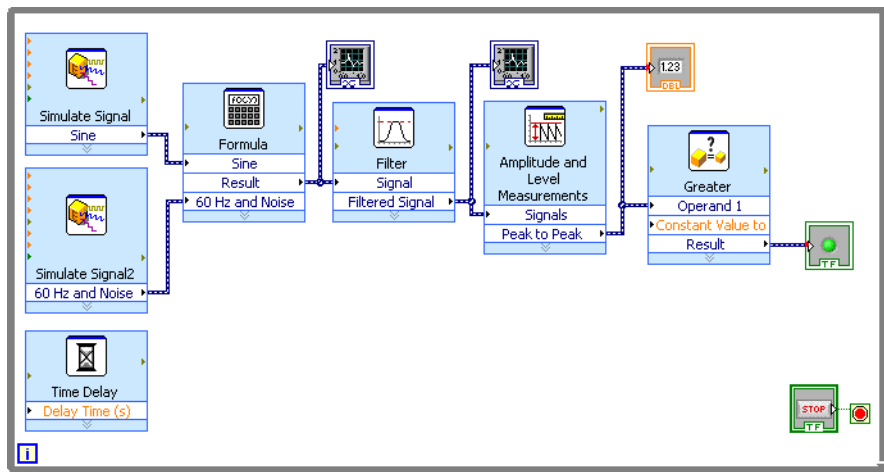 Simulate Signal
Sine
Simulate Signal2
60 Hz and Noise
Time Delay
Delay Time (s)
i
f(x,y)
Formula
Sine
Result
60 Hz and Noise
Filter
Signal
Filtered Signal
Amplitude and
Level
Measurements
Signals
Peak to Peak
1.23
DBL
?
Greater
Operand 1
Constant Value to
Result
TF
STOP
TF